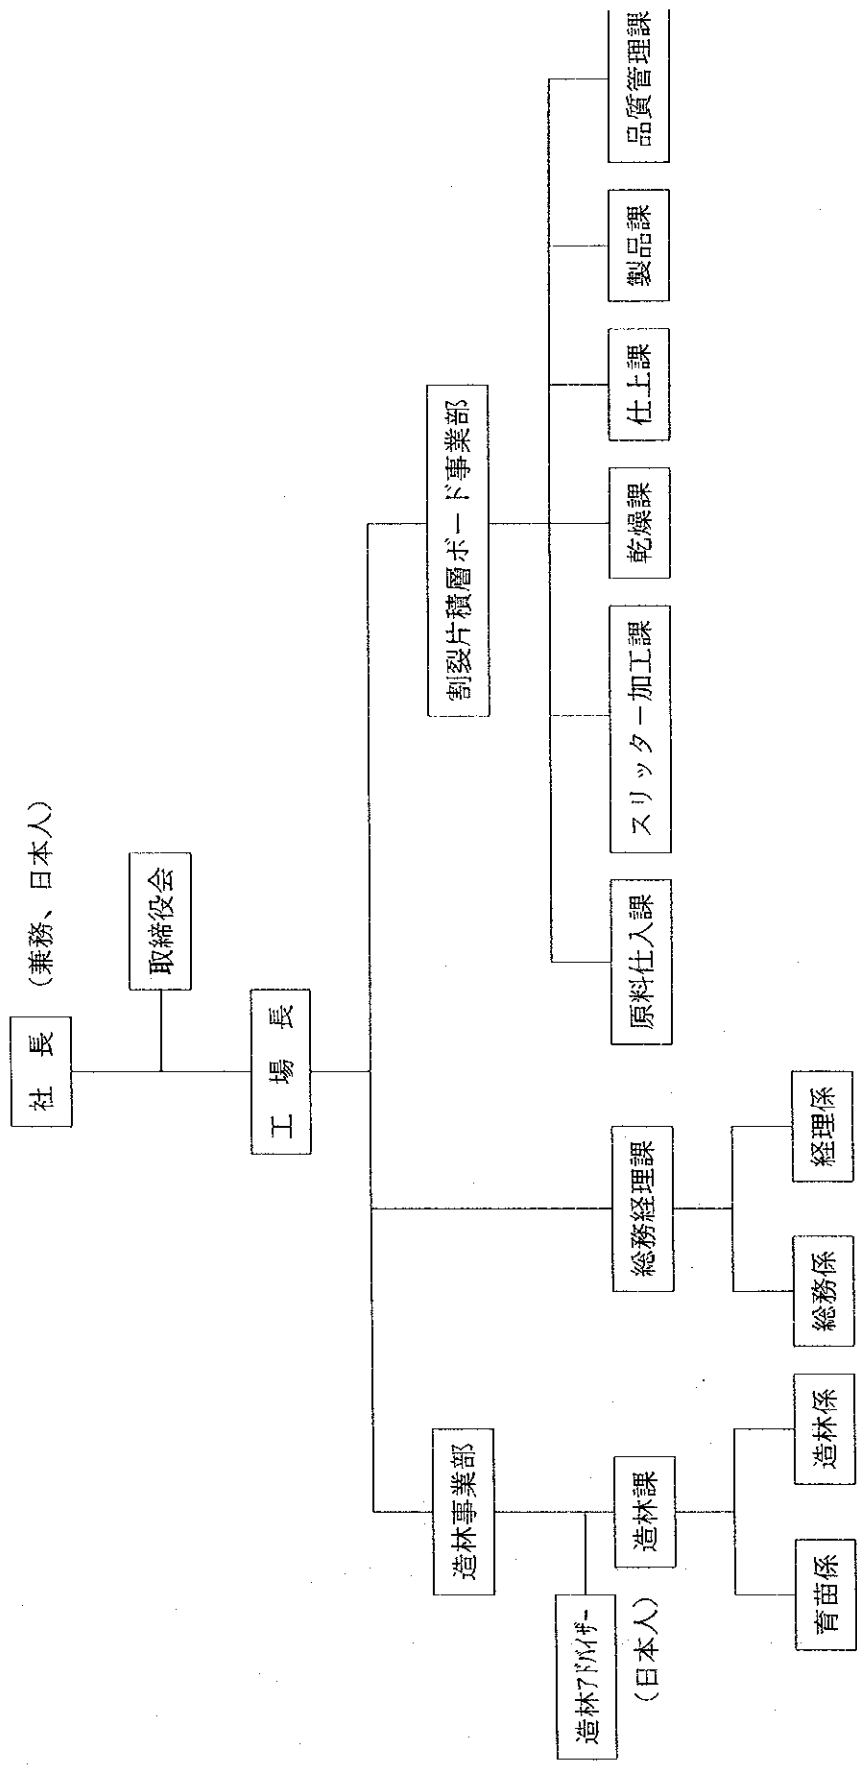 社 長
(兼務、日本人)
取締役会
工 場 長
造林事業部
割裂片積層ボード事業部
造林アドバイザー
(日本人)
造林課
総務経理課
原料仕入課
スリッター加工課
乾燥課
仕上課
製品課
品質管理課
育苗係
造林係
総務係
経理係